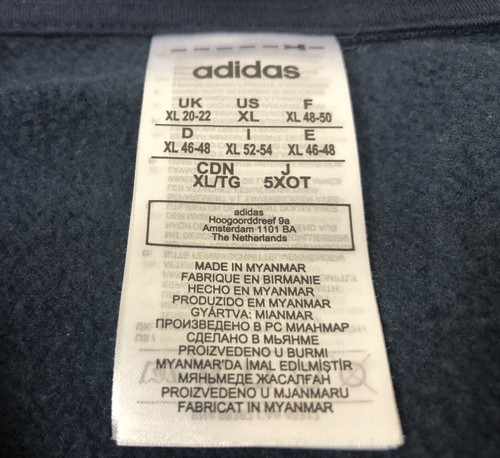 adidas
UK US F
XL 20-22 XL XL 48-50
D I E
XL 46-48 XL 52-54 XL 46-48
CDN J
XL/TG 5XOT
adidas
Hoogoorddreef 9a
Amsterdam 1101 BA
The Netherlands
MADE IN MYANMAR
FABRIQUE EN BIRMANIE
HECHO EN MYANMAR
PRODUZIDO EM MYANMAR
GYÁRTVA: MIANMAR
ПРОИЗВЕДЕНО В РС МИАНМАР
СДЕЛАНО В МЬЯНМЕ
PROIZVEDENO U BURMI
MYANMAR'DA İMAL EDİLMİŞTİR
МЯНЬМЕДЕ ЖАСАЛҒАН
PROIZVEDENO U MJANMARU
FABRICAT IN MYANMAR